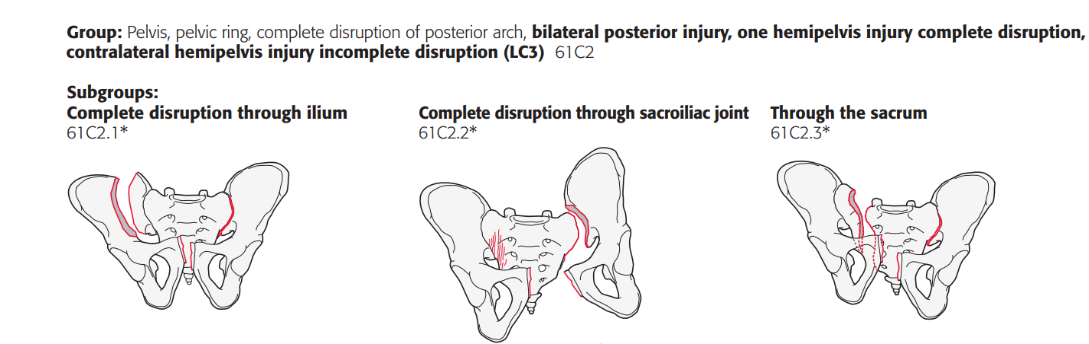 Group: Pelvis, pelvic ring, complete disruption of posterior arch, bilateral posterior injury, one hemipelvis injury complete disruption,
contralateral hemipelvis injury incomplete disruption (LC3) 61C2
Subgroups:
Complete disruption through ilium
61C2.1*
Complete disruption through sacroiliac joint
61C2.2*
Through the sacrum
61C2.3*